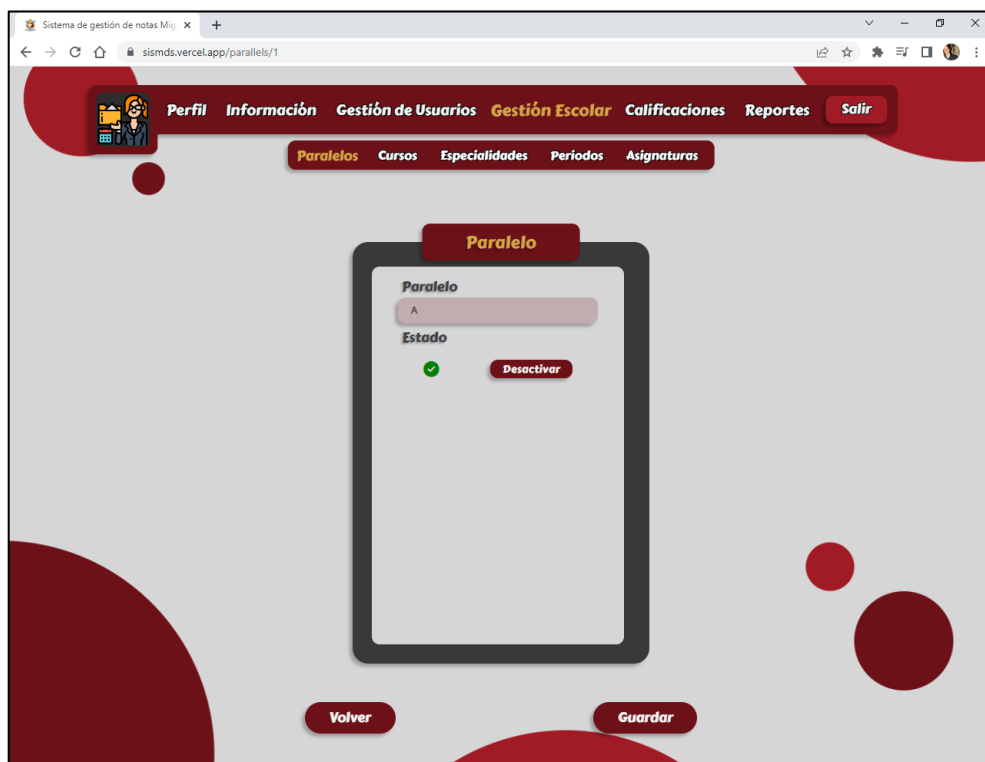 Sistema de gestión de notas Mig
sismds.vercel.app/parallels/1
Perfil Información Gestión de Usuarios Gestión Escolar Calificaciones Reportes Salir
Paralelos Cursos Especialidades Períodos Asignaturas
Paralelo
Paralelo
A
Estado
Desactivar
Volver Guardar